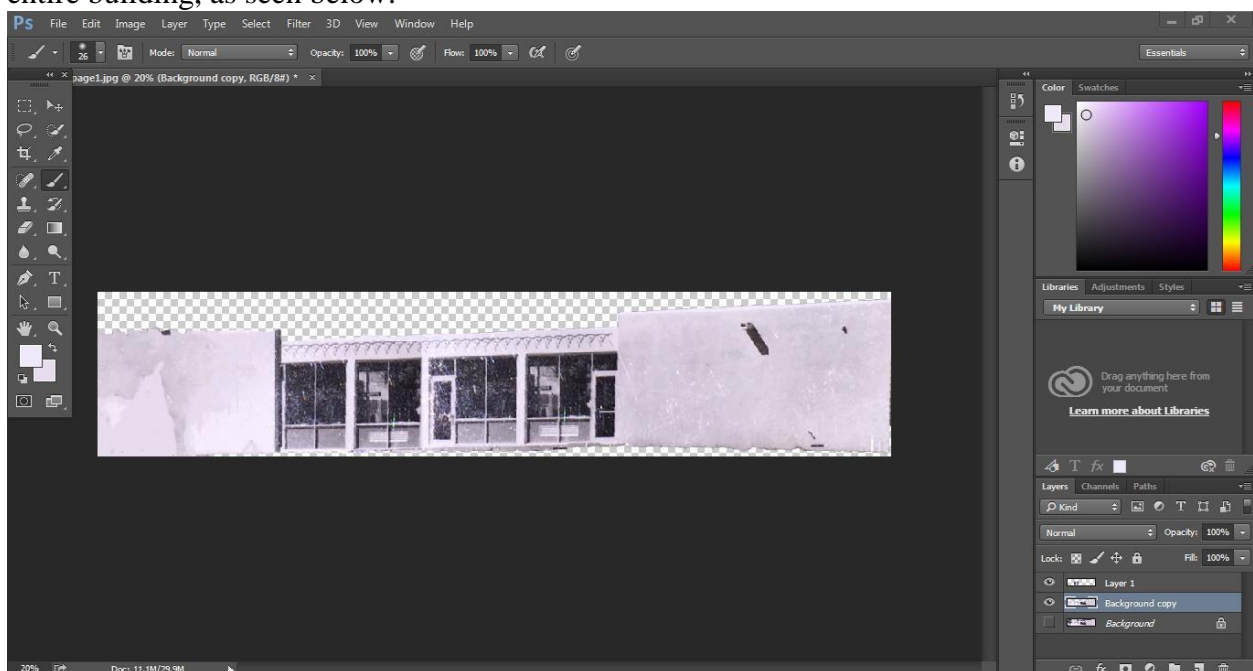 entire building, as seen below.
Ps File Edit Image Layer Type Select Filter 3D View Window Help
26 Mode: Normal Opacity: 100% Flow: 100% Essentials
page1.jpg @ 20% (Background copy, RGB/8#) * ×
Color Swatches
Libraries Adjustments Styles
My Library
Drag anything here from
your document
Learn more about Libraries
T fx
Layers Channels Paths
Kind T
Normal Opacity: 100%
Lock: Fill: 100%
Layer 1
Background copy
Background
20% Doc: 11.1M/29.9M fx